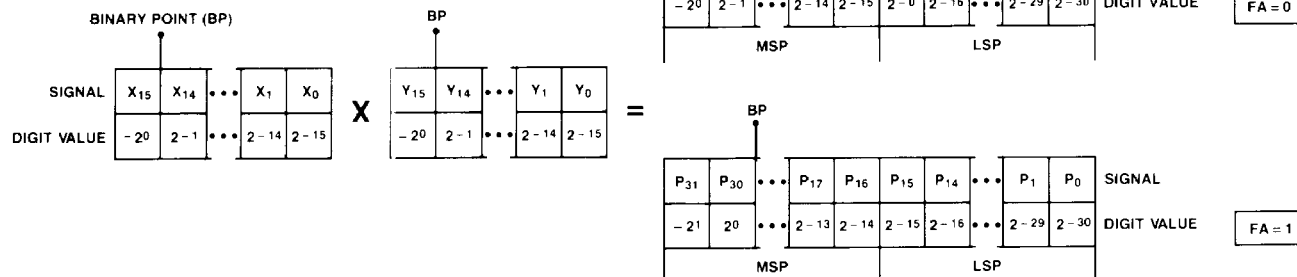 -2⁰ 2-1 ••• 2-14 2-15 2-0 2-16 ••• 2-29 2-30 DIGIT VALUE FA = 0
MSP LSP
BINARY POINT (BP) BP
SIGNAL X₁₅ X₁₄ ••• X₁ X₀ X Y₁₅ Y₁₄ ••• Y₁ Y₀ =
DIGIT VALUE -2⁰ 2-1 ••• 2-14 2-15 -2⁰ 2-1 ••• 2-14 2-15
BP
P₃₁ P₃₀ ••• P₁₇ P₁₆ P₁₅ P₁₄ ••• P₁ P₀ SIGNAL
-2¹ 2⁰ ••• 2-13 2-14 2-15 2-16 ••• 2-29 2-30 DIGIT VALUE FA = 1
MSP LSP